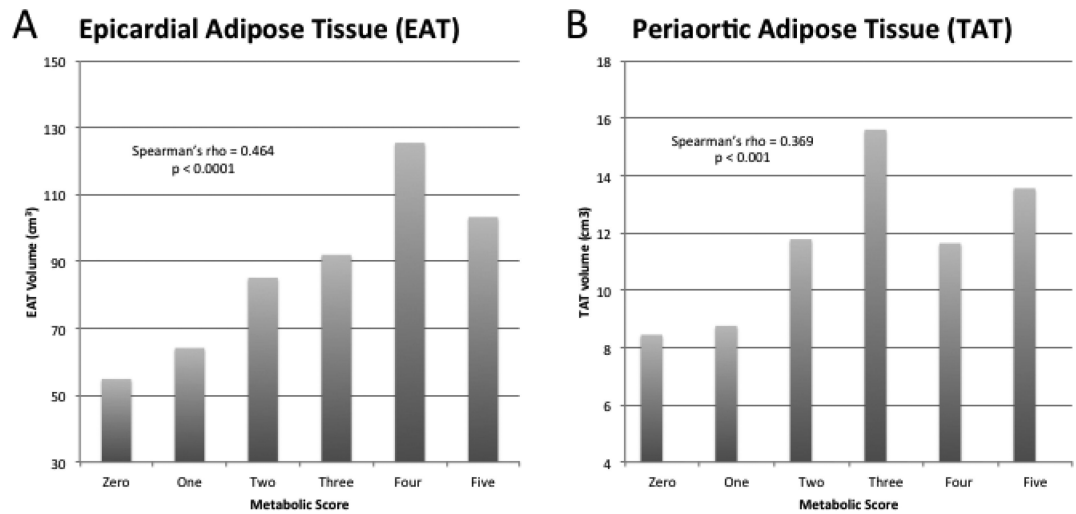 A Epicardial Adipose Tissue (EAT)
150
130
110
90
70
50
30
EAT Volume (cm³)
Spearman's rho = 0.464
p < 0.0001
Zero One Two Three Four Five
Metabolic Score
B Periaortic Adipose Tissue (TAT)
18
16
14
12
10
8
6
4
TAT volume (cm3)
Spearman's rho = 0.369
p < 0.001
Zero One Two Three Four Five
Metabolic Score